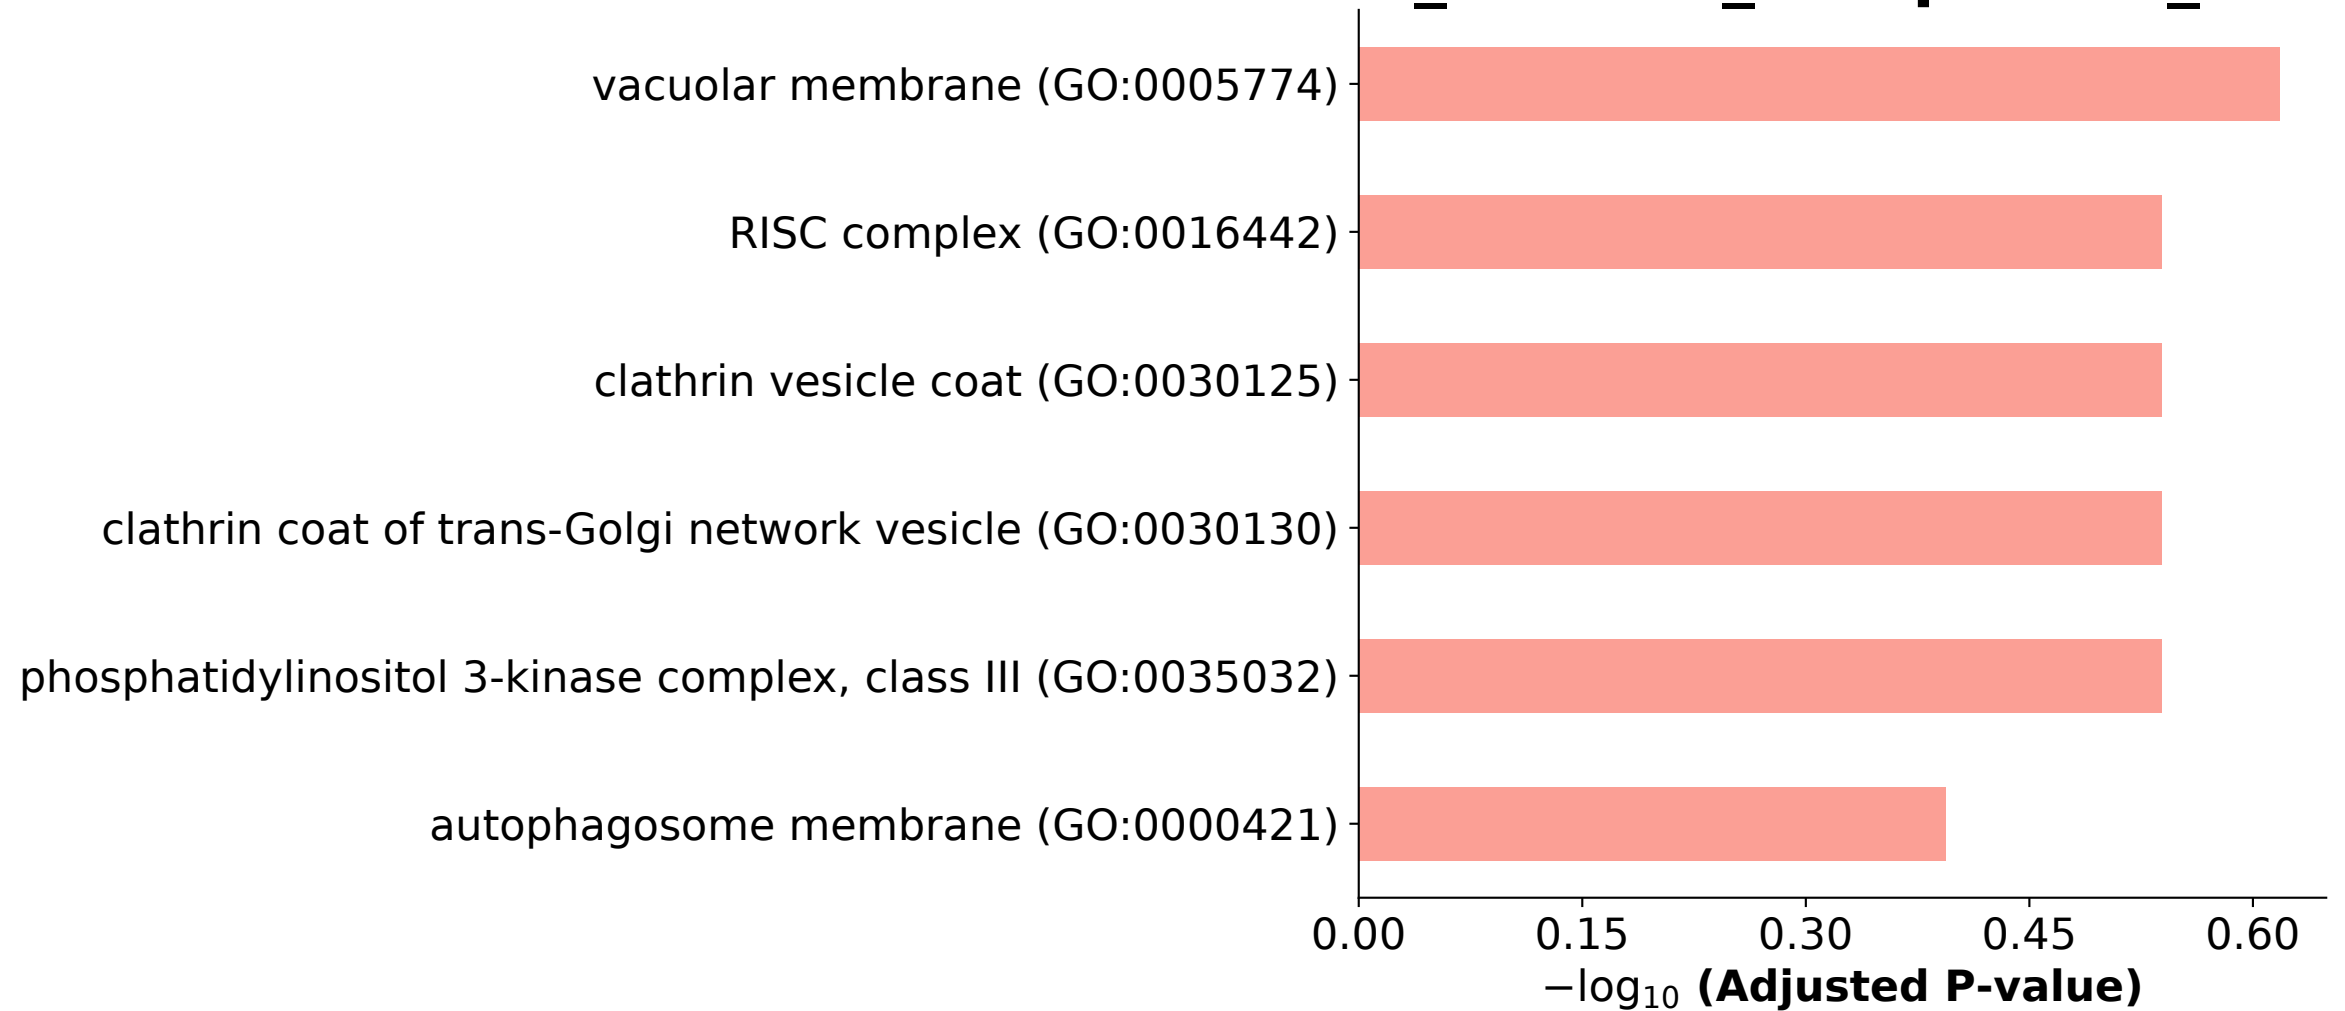 vacuolar membrane (GO:0005774)
RISC complex (GO:0016442)
clathrin vesicle coat (GO:0030125)
clathrin coat of trans-Golgi network vesicle (GO:0030130)
phosphatidylinositol 3-kinase complex, class III (GO:0035032)
autophagosome membrane (GO:0000421)
0.00 0.15 0.30 0.45 0.60
−log₁₀ (Adjusted P-value)